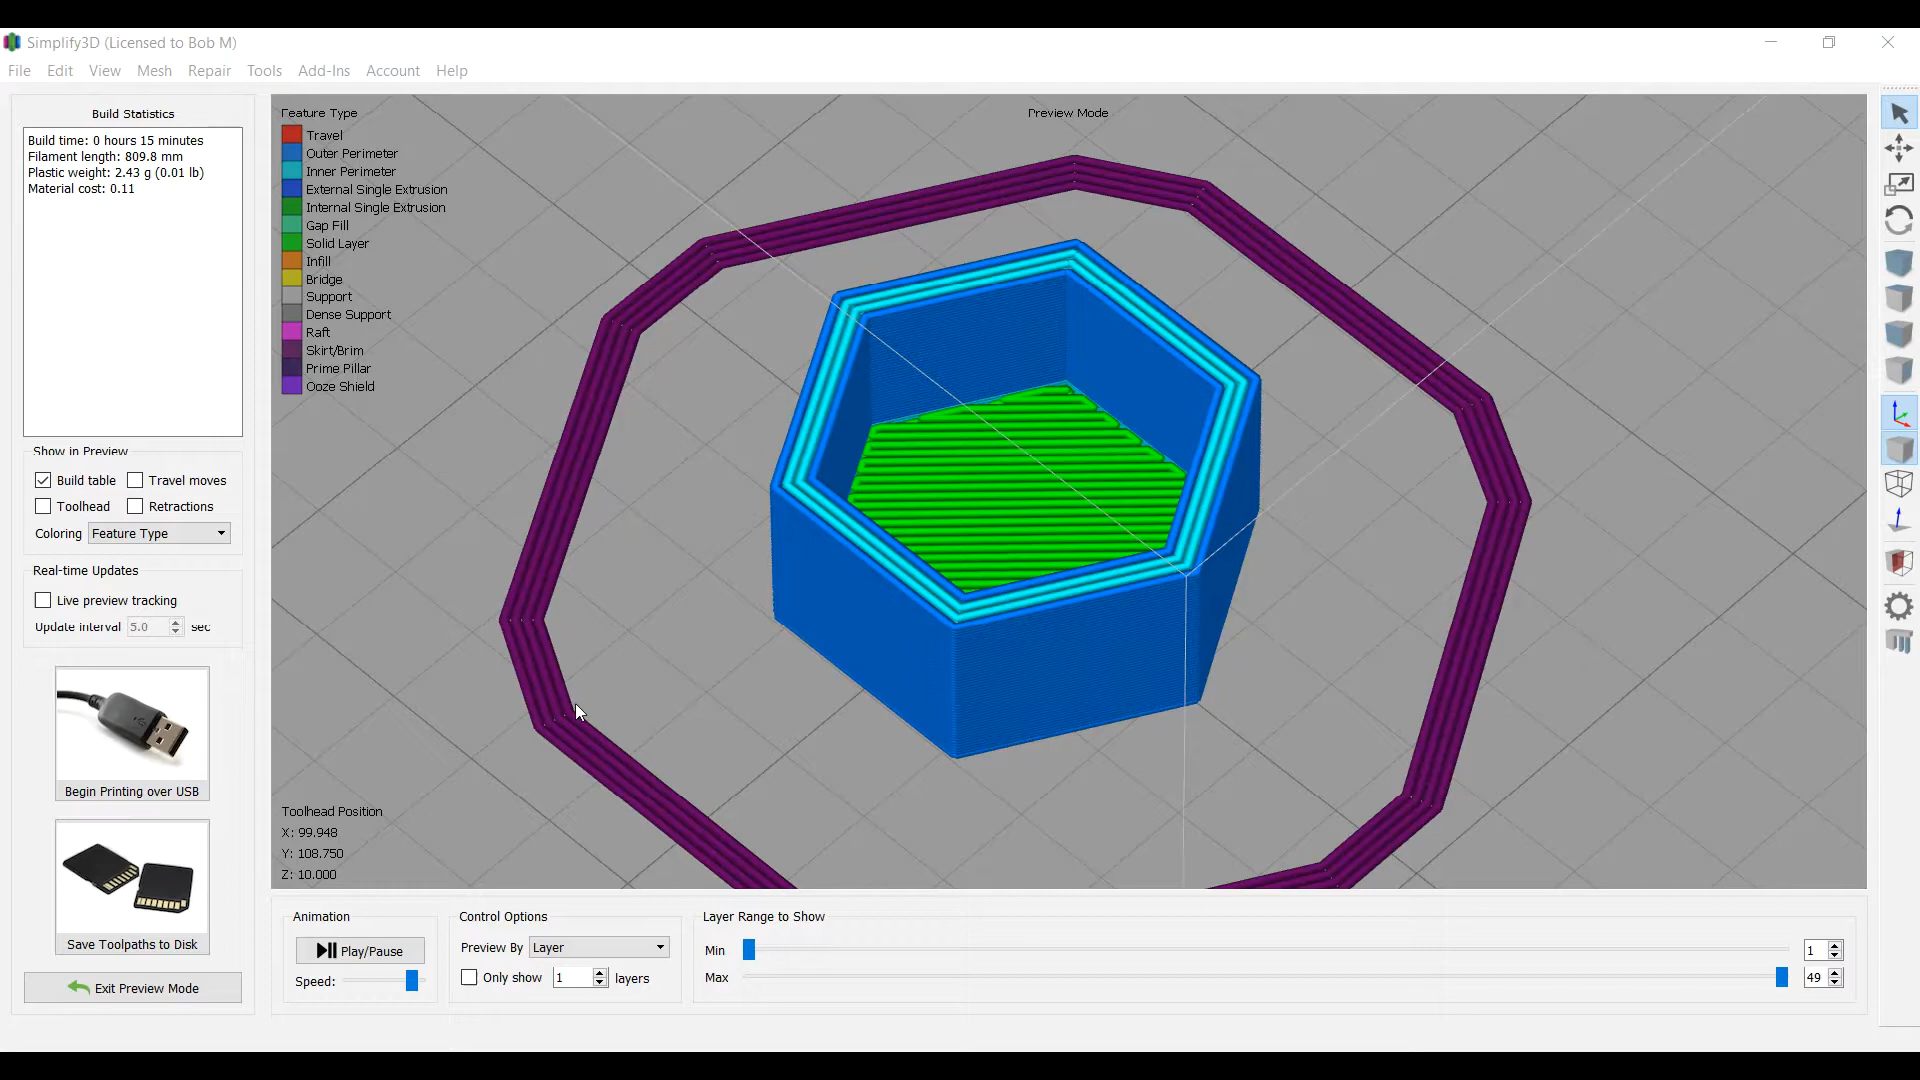 Simplify3D (Licensed to Bob M)
File Edit View Mesh Repair Tools Add-Ins Account Help
Build Statistics
Build time: 0 hours 15 minutes
Filament length: 809.8 mm
Plastic weight: 2.43 g (0.01 lb)
Material cost: 0.11
Show in Preview
Build table Travel moves
Toolhead Retractions
Coloring Feature Type
Real-time Updates
Live preview tracking
Update interval 5.0 sec
Begin Printing over USB
Save Toolpaths to Disk
Exit Preview Mode
Feature Type
Travel
Outer Perimeter
Inner Perimeter
External Single Extrusion
Internal Single Extrusion
Gap Fill
Solid Layer
Infill
Bridge
Support
Dense Support
Raft
Skirt/Brim
Prime Pillar
Ooze Shield
Preview Mode
Toolhead Position
X: 99.948
Y: 108.750
Z: 10.000
Animation
Play/Pause
Speed:
Control Options
Preview By Layer
Only show 1 layers
Layer Range to Show
Min 1
Max 49